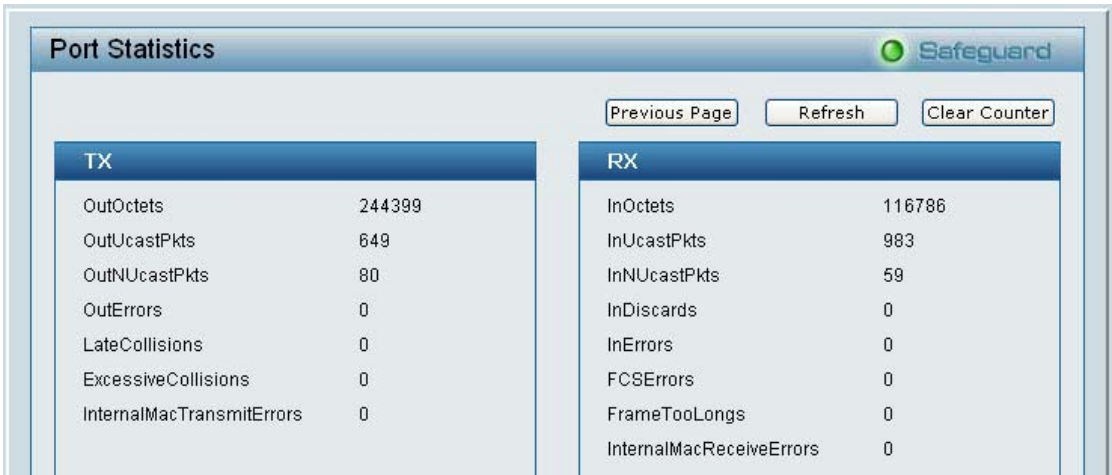 Port Statistics
Safeguard
Previous Page Refresh Clear Counter
TX
OutOctets 244399
OutUcastPkts 649
OutNUcastPkts 80
OutErrors 0
LateCollisions 0
ExcessiveCollisions 0
InternalMacTransmitErrors 0
RX
InOctets 116786
InUcastPkts 983
InNUcastPkts 59
InDiscards 0
InErrors 0
FCSErrors 0
FrameTooLongs 0
InternalMacReceiveErrors 0